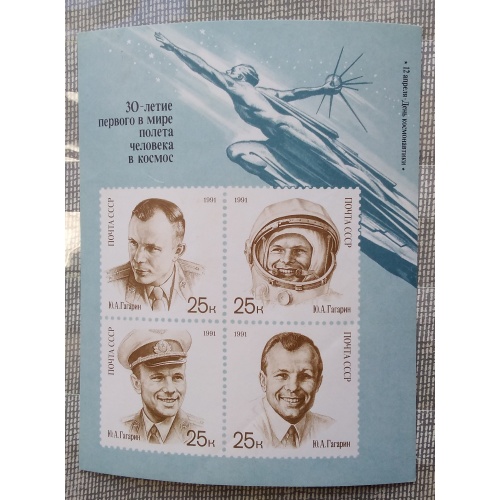 30-летие
первого в мире
полета
человека
в космос
• 12 апреля День космонавтики •
ПОЧТА СССР
1991
Ю.А.Гагарин
25к
1991
ПОЧТА СССР
25к
Ю.А.Гагарин
ПОЧТА СССР
1991
Ю.А.Гагарин
25к
1991
ПОЧТА СССР
25к
Ю.А.Гагарин